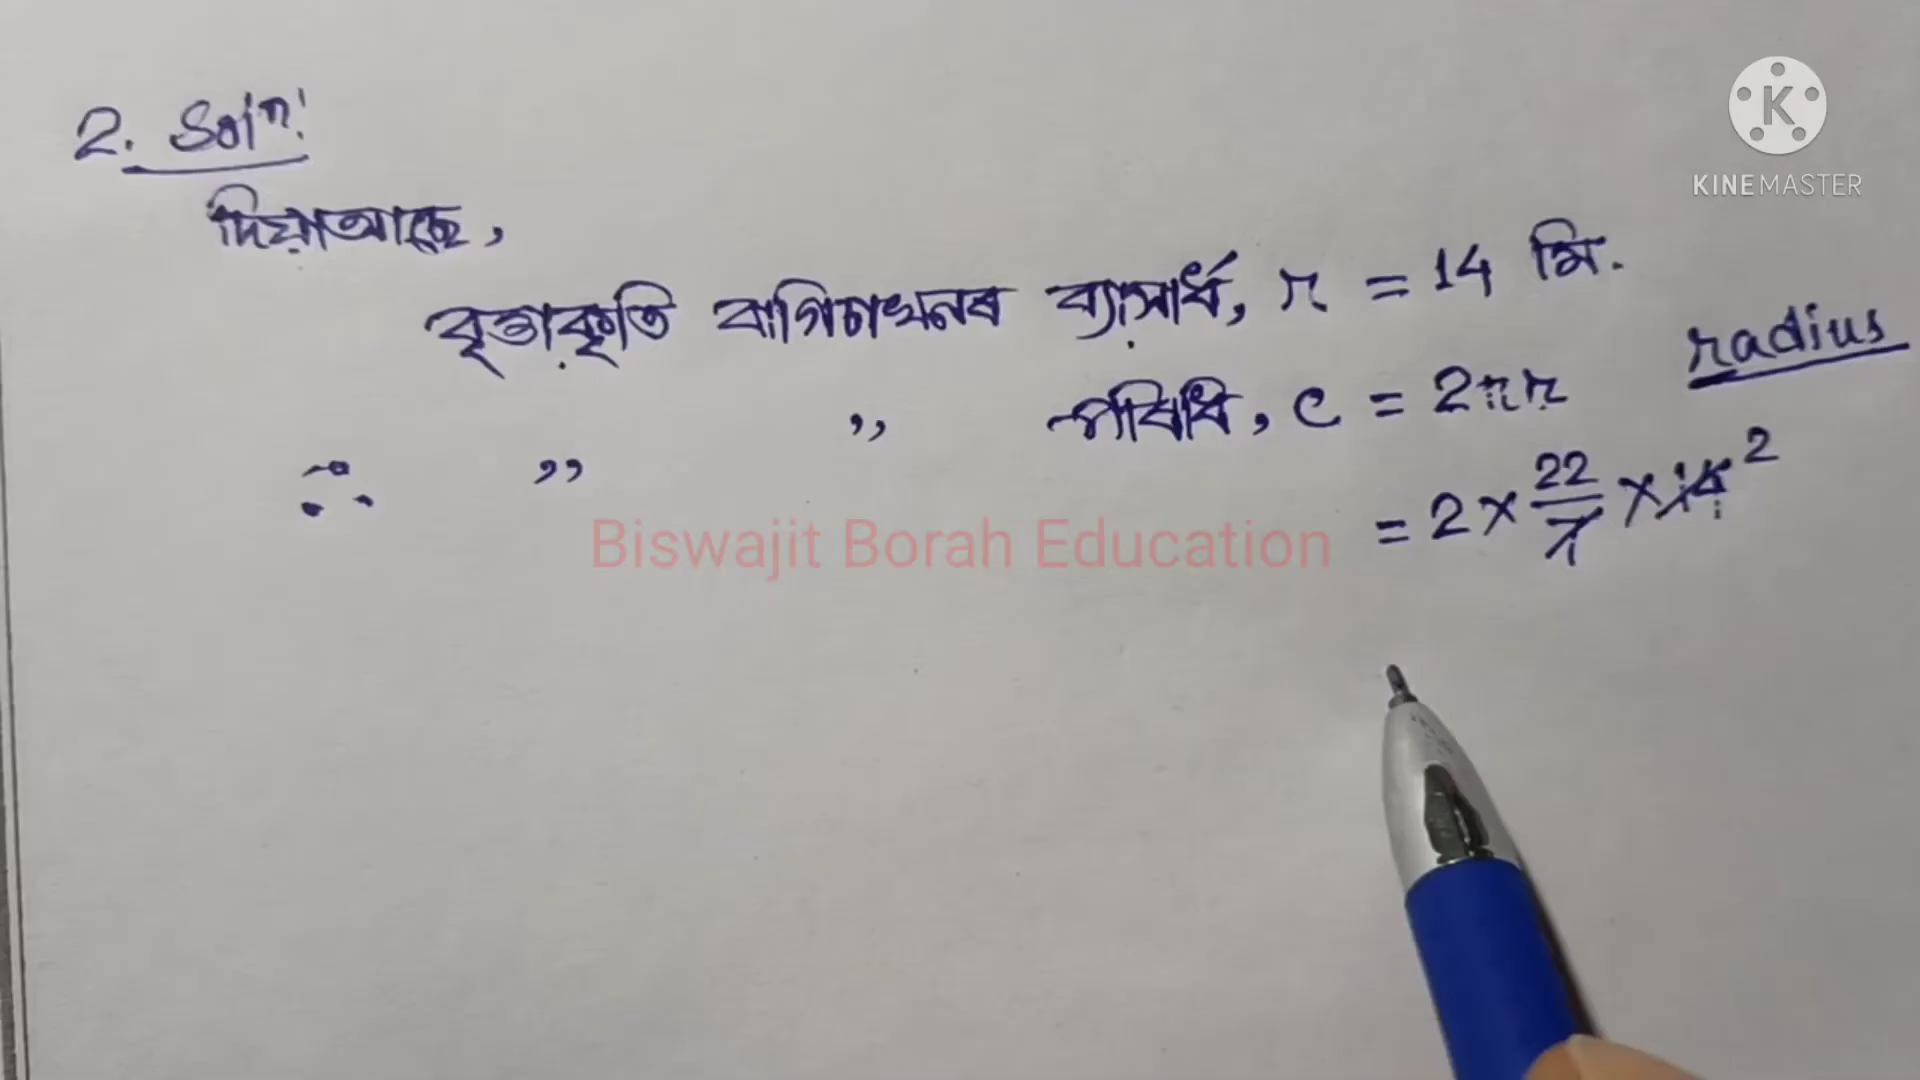 2. Solⁿ:
দিয়াআছে,
বৃত্তাকৃতি বাগিচাখনৰ ব্যাসাৰ্ধ, r = 14 মি.
radius
∴ ,, ,, পৰিধি, c = 2πr
= 2 × 22/7 × 14 2
Biswajit Borah Education
KINEMASTER